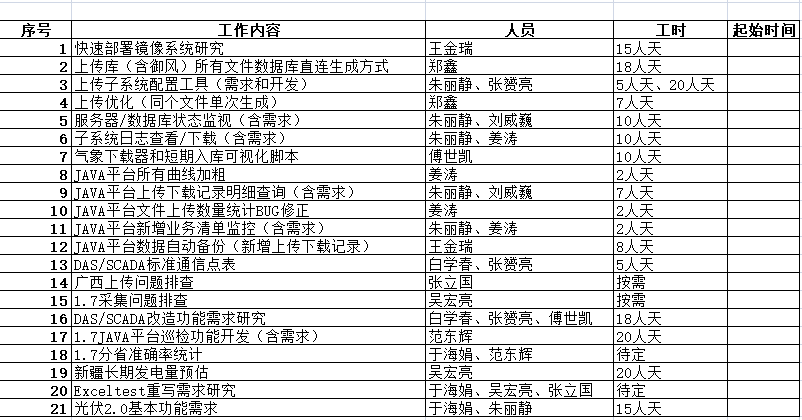 序号 工作内容 人员 工时 起始时间
1 快速部署镜像系统研究 王金瑞 15人天
2 上传库（含御风）所有文件数据库直连生成方式 郑鑫 18人天
3 上传子系统配置工具（需求和开发） 朱丽静、张赟亮 5人天、20人天
4 上传优化（同个文件单次生成） 郑鑫 7人天
5 服务器/数据库状态监视（含需求） 朱丽静、刘威巍 10人天
6 子系统日志查看/下载（含需求） 朱丽静、姜涛 10人天
7 气象下载器和短期入库可视化脚本 傅世凯 10人天
8 JAVA平台所有曲线加粗 姜涛 2人天
9 JAVA平台上传下载记录明细查询（含需求） 朱丽静、刘威巍 7人天
10 JAVA平台文件上传数量统计BUG修正 姜涛 2人天
11 JAVA平台新增业务清单监控（含需求） 朱丽静、姜涛 2人天
12 JAVA平台数据自动备份（新增上传下载记录） 王金瑞 8人天
13 DAS/SCADA标准通信点表 白学春、张赟亮 5人天
14 广西上传问题排查 张立国 按需
15 1.7采集问题排查 吴宏亮 按需
16 DAS/SCADA改造功能需求研究 白学春、张赟亮、傅世凯 18人天
17 1.7JAVA平台巡检功能开发（含需求） 范东辉 20人天
18 1.7分省准确率统计 于海娟、范东辉 待定
19 新疆长期发电量预估 吴宏亮 20人天
20 Exceltest重写需求研究 于海娟、吴宏亮、张立国 待定
21 光伏2.0基本功能需求 于海娟、朱丽静 15人天